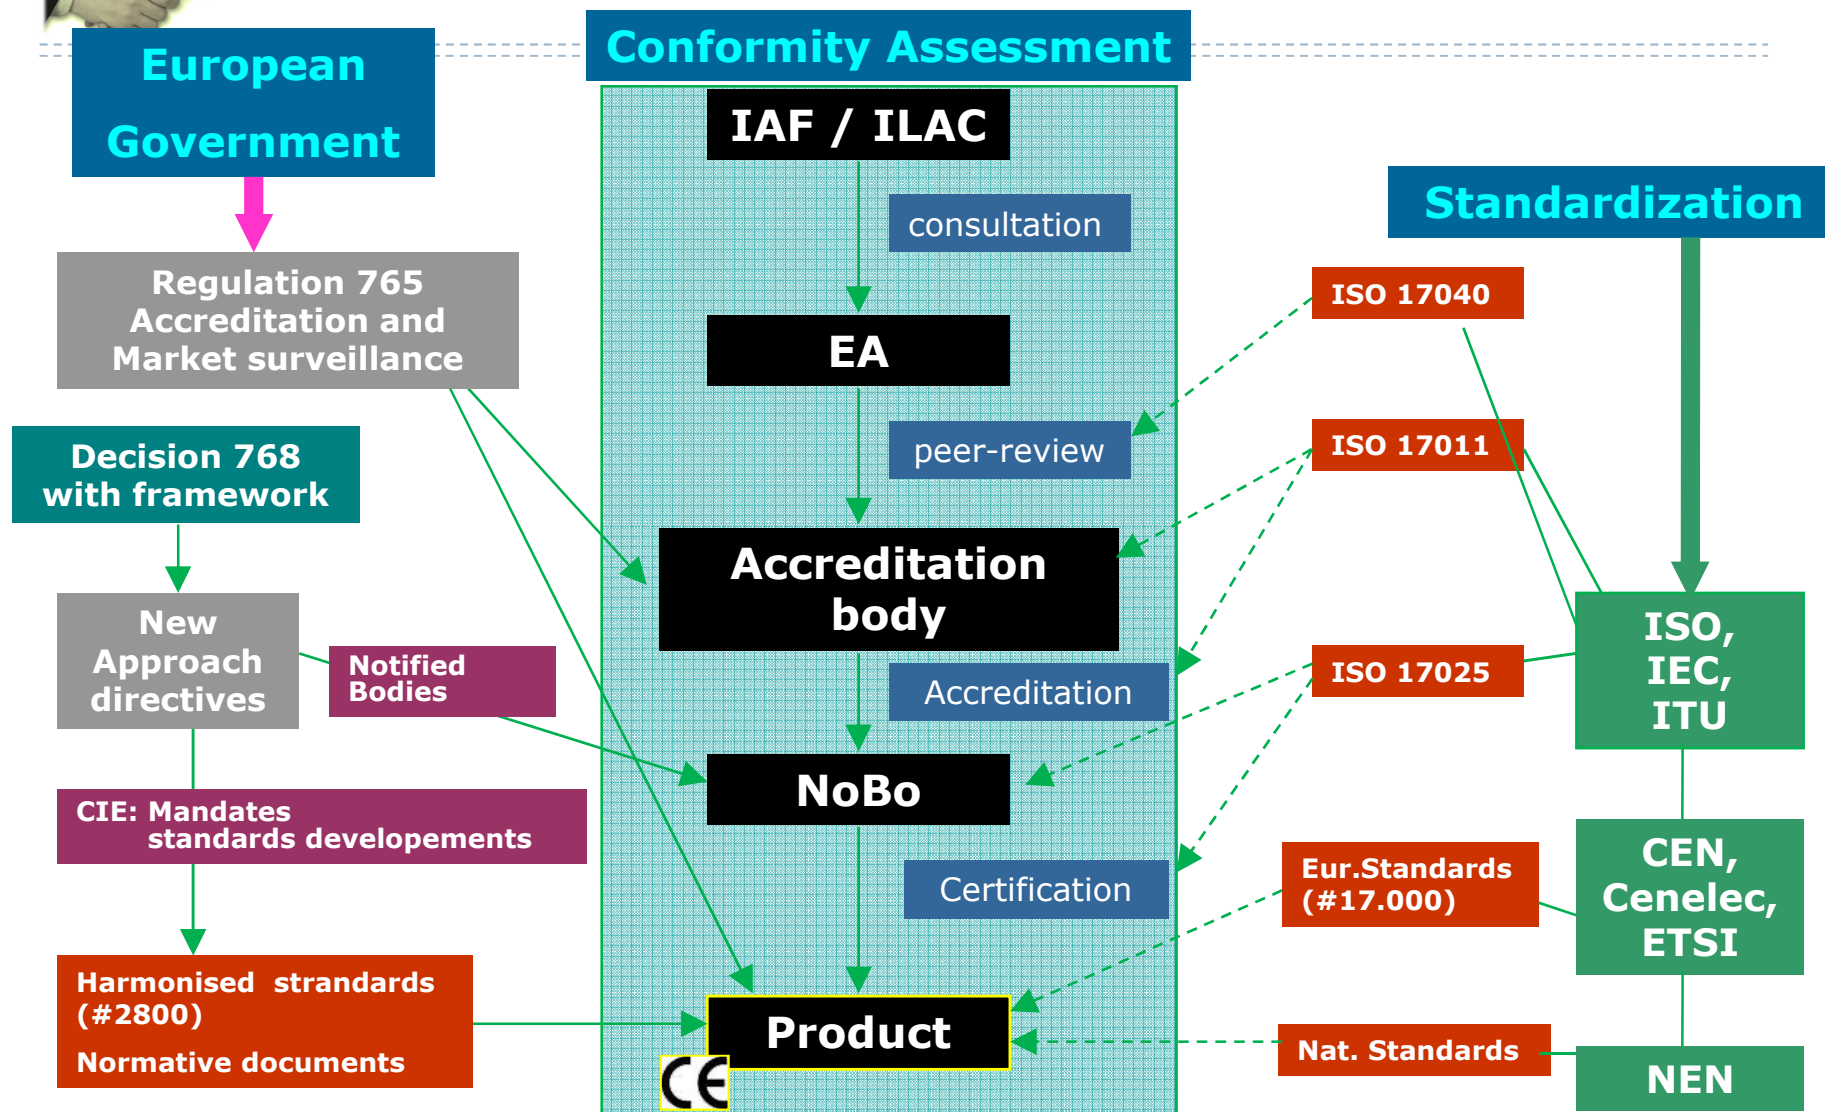 European
Government
Conformity Assessment
IAF / ILAC
consultation
Standardization
Regulation 765
Accreditation and
Market surveillance
ISO 17040
EA
Decision 768
with framework
peer-review
ISO 17011
Accreditation
body
New
Approach
directives
Notified
Bodies
Accreditation
ISO 17025
ISO,
IEC,
ITU
NoBo
CIE: Mandates
standards developements
Certification
Eur.Standards
(#17.000)
CEN,
Cenelec,
ETSI
Harmonised strandards
(#2800)
Normative documents
Product
CE
Nat. Standards
NEN